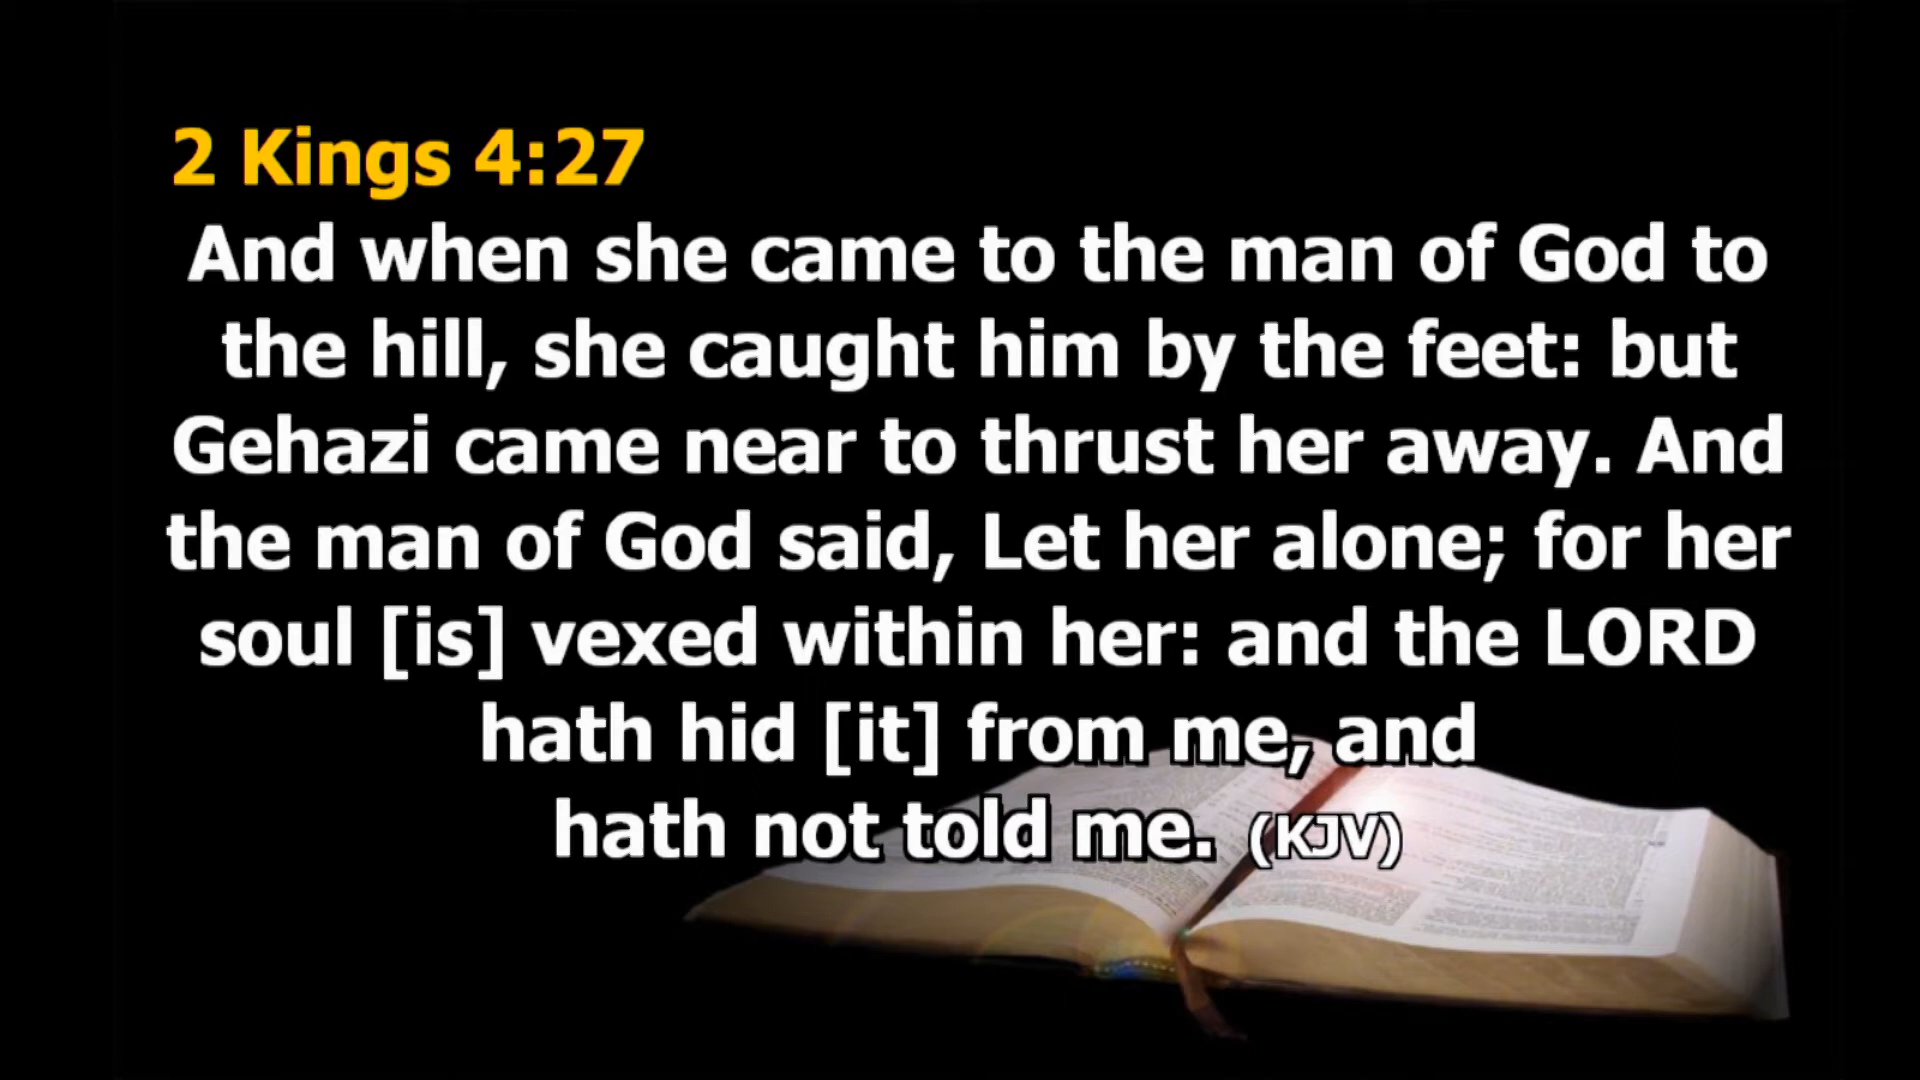 2 Kings 4:27
And when she came to the man of God to
the hill, she caught him by the feet: but
Gehazi came near to thrust her away. And
the man of God said, Let her alone; for her
soul [is] vexed within her: and the LORD
hath hid [it] from me, and
hath not told me. (KJV)